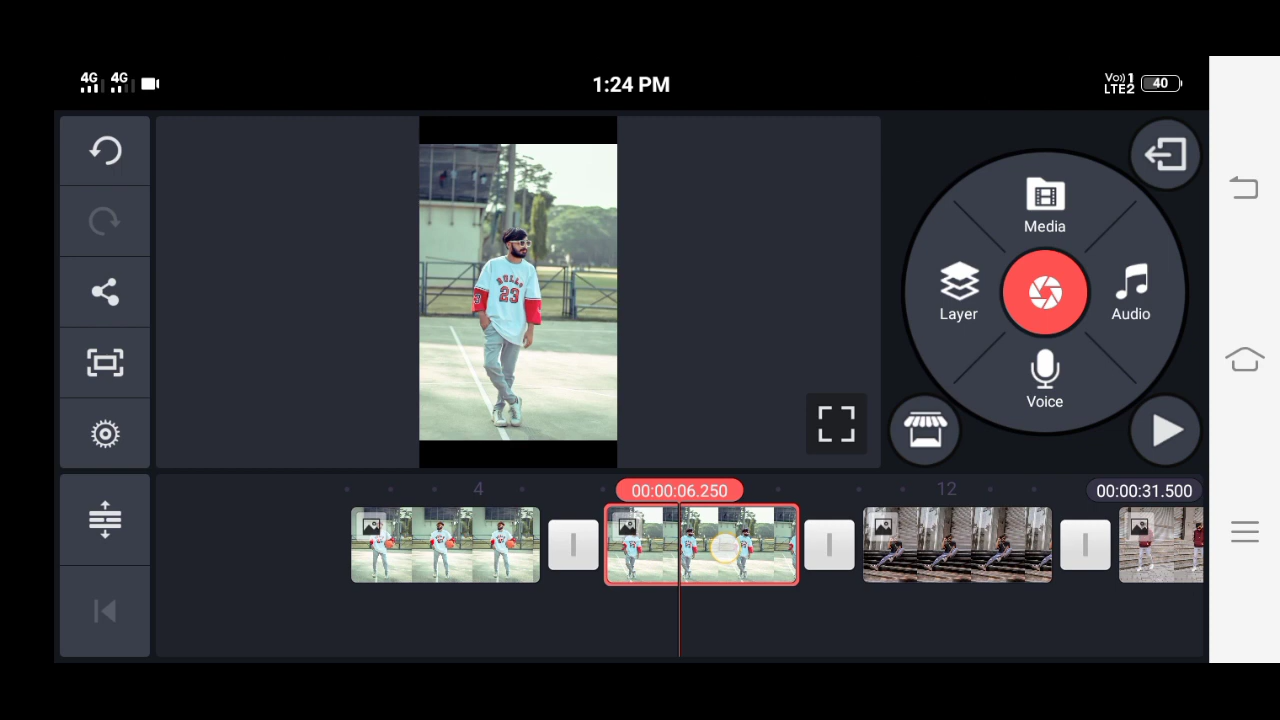 4G 4G
1:24 PM
Vo)) 1
LTE2
40
Media
Layer
Audio
Voice
BULLS
23
3
4
00:00:06.250
12
00:00:31.500